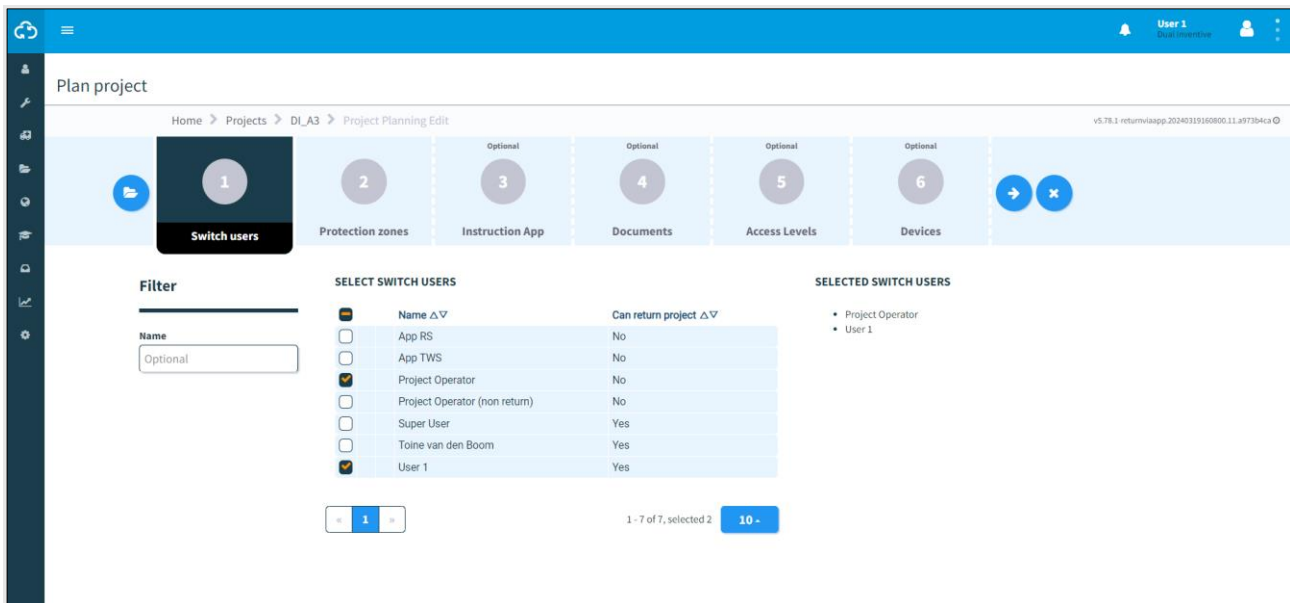 User 1
Dual Inventive
Plan project
Home > Projects > DI_A3 > Project Planning Edit
v5.78.1-returnviaapp.20240319160800.11.a973b4ca
Optional Optional Optional Optional
1 2 3 4 5 6
Switch users Protection zones Instruction App Documents Access Levels Devices
Filter
Name
Optional
SELECT SWITCH USERS
Name Can return project
App RS No
App TWS No
Project Operator No
Project Operator (non return) No
Super User Yes
Toine van den Boom Yes
User 1 Yes
« 1 »
1 - 7 of 7, selected 2
10
SELECTED SWITCH USERS
• Project Operator
• User 1